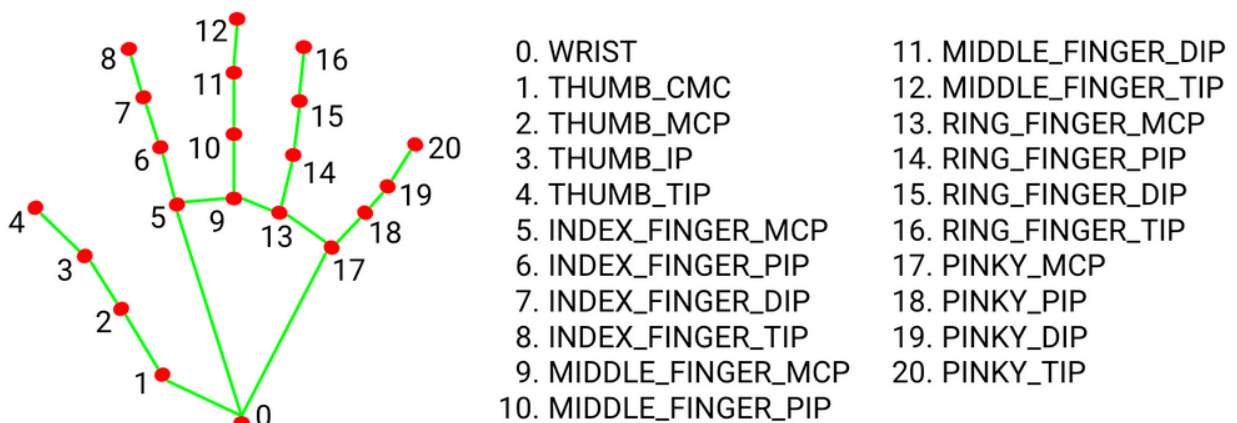 12
8
16
11
7
15
10
6
20
14
19
4
5
9
13
18
3
17
2
1
0
0. WRIST
1. THUMB_CMC
2. THUMB_MCP
3. THUMB_IP
4. THUMB_TIP
5. INDEX_FINGER_MCP
6. INDEX_FINGER_PIP
7. INDEX_FINGER_DIP
8. INDEX_FINGER_TIP
9. MIDDLE_FINGER_MCP
10. MIDDLE_FINGER_PIP
11. MIDDLE_FINGER_DIP
12. MIDDLE_FINGER_TIP
13. RING_FINGER_MCP
14. RING_FINGER_PIP
15. RING_FINGER_DIP
16. RING_FINGER_TIP
17. PINKY_MCP
18. PINKY_PIP
19. PINKY_DIP
20. PINKY_TIP